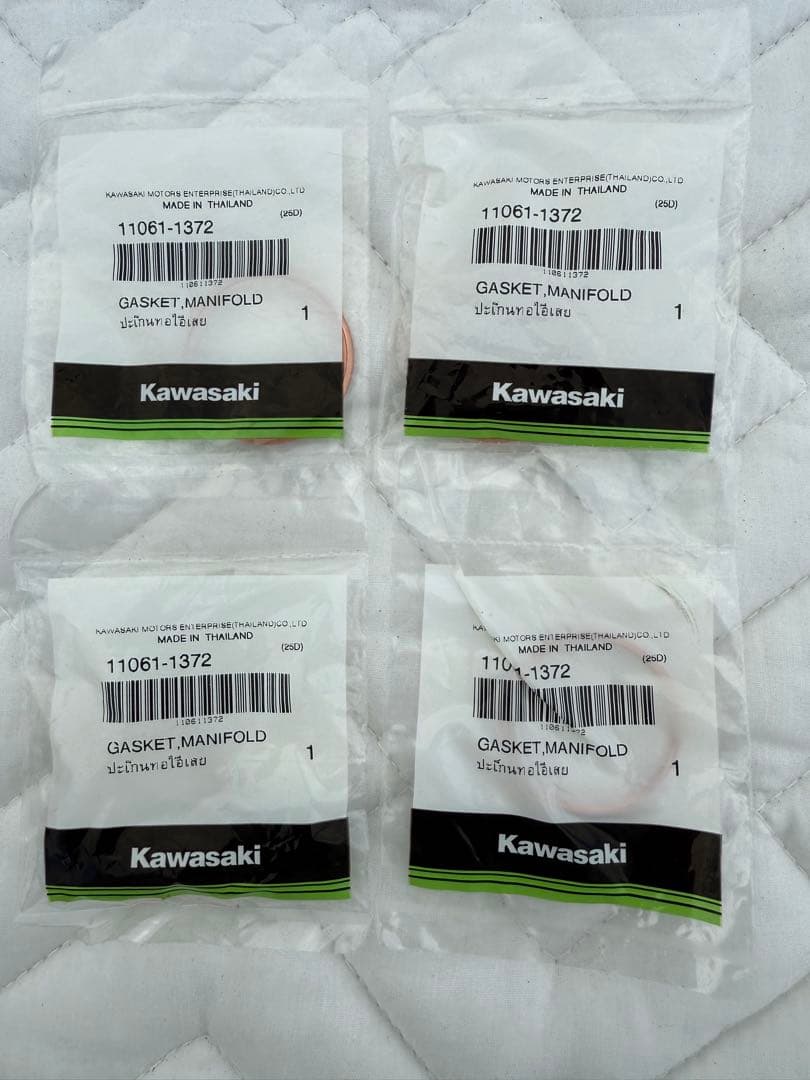 KAWASAKI MOTORS ENTERPRISE(THAILAND)CO.,LTD
MADE IN THAILAND
(25D)
11061-1372
110611372
GASKET,MANIFOLD
ปะเก็นท่อไอเสีย
1
Kawasaki
KAWASAKI MOTORS ENTERPRISE(THAILAND)CO.,LTD
MADE IN THAILAND
(25D)
11061-1372
110611372
GASKET,MANIFOLD
ปะเก็นท่อไอเสีย
1
Kawasaki
KAWASAKI MOTORS ENTERPRISE(THAILAND)CO.,LTD
MADE IN THAILAND
(25D)
11061-1372
110611372
GASKET,MANIFOLD
ปะเก็นท่อไอเสีย
1
Kawasaki
KAWASAKI MOTORS ENTERPRISE(THAILAND)CO.,LTD
MADE IN THAILAND
(25D)
11061-1372
110611372
GASKET,MANIFOLD
ปะเก็นท่อไอเสีย
1
Kawasaki